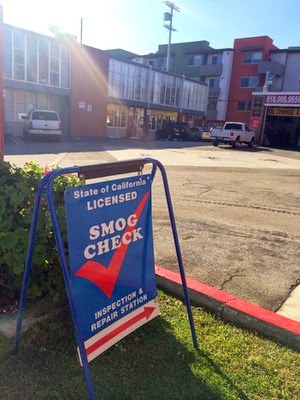 State of California
LICENSED
SMOG
CHECK
INSPECTION &
REPAIR STATION